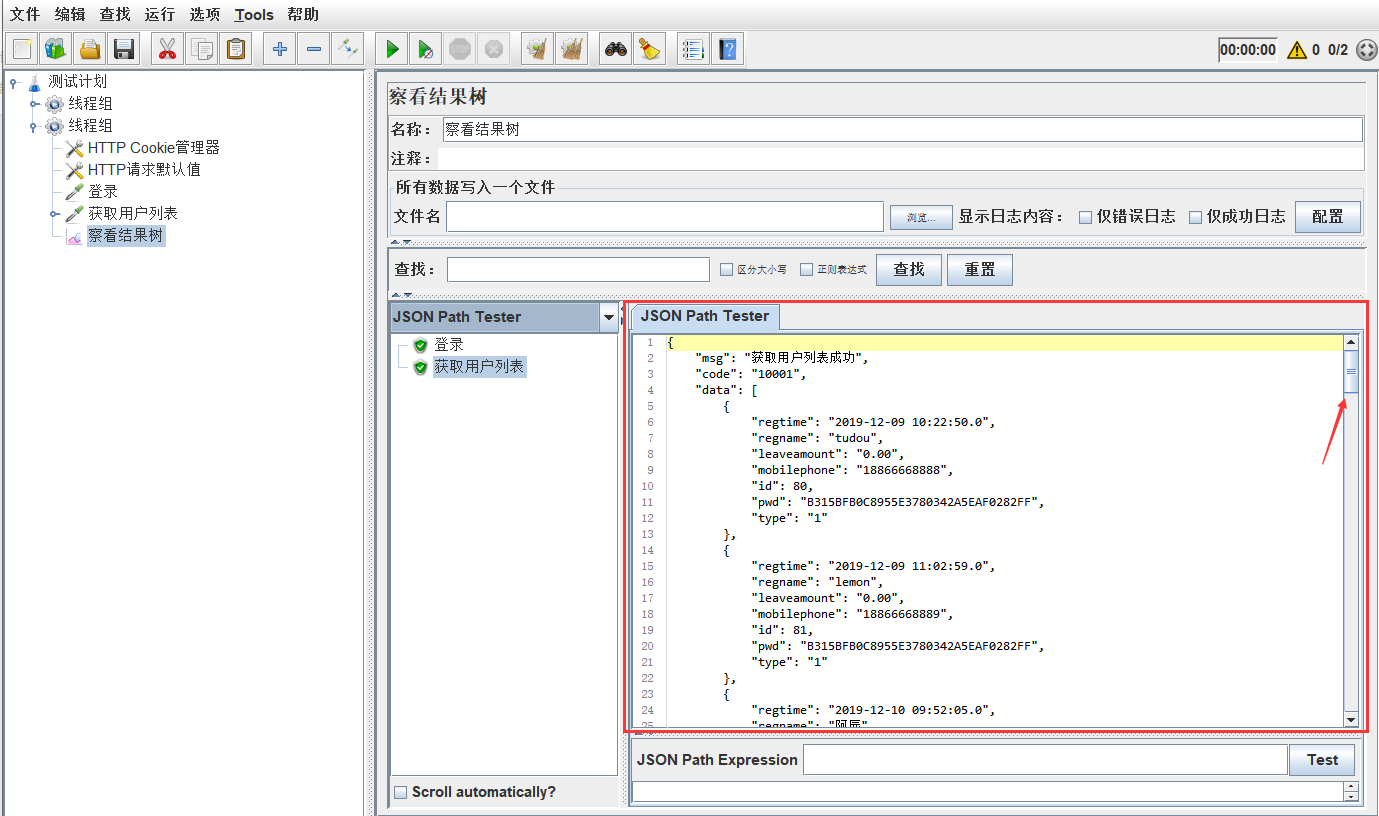 文件 编辑 查找 运行 选项 Tools 帮助
00:00:00 0 0/2
测试计划
线程组
线程组
HTTP Cookie管理器
HTTP请求默认值
登录
获取用户列表
察看结果树
察看结果树
名称： 察看结果树
注释：
所有数据写入一个文件
文件名 浏览... 显示日志内容： 仅错误日志 仅成功日志 配置
查找： 区分大小写 正则表达式 查找 重置
JSON Path Tester
登录
获取用户列表
Scroll automatically?
JSON Path Tester
1 {
2 "msg": "获取用户列表成功",
3 "code": "10001",
4 "data": [
5 {
6 "regtime": "2019-12-09 10:22:50.0",
7 "regname": "tudou",
8 "leaveamount": "0.00",
9 "mobilephone": "18866668888",
10 "id": 80,
11 "pwd": "B315BFB0C8955E3780342A5EAF0282FF",
12 "type": "1"
13 },
14 {
15 "regtime": "2019-12-09 11:02:59.0",
16 "regname": "lemon",
17 "leaveamount": "0.00",
18 "mobilephone": "18866668889",
19 "id": 81,
20 "pwd": "B315BFB0C8955E3780342A5EAF0282FF",
21 "type": "1"
22 },
23 {
24 "regtime": "2019-12-10 09:52:05.0",
25 "regname": "阿辰"
JSON Path Expression Test